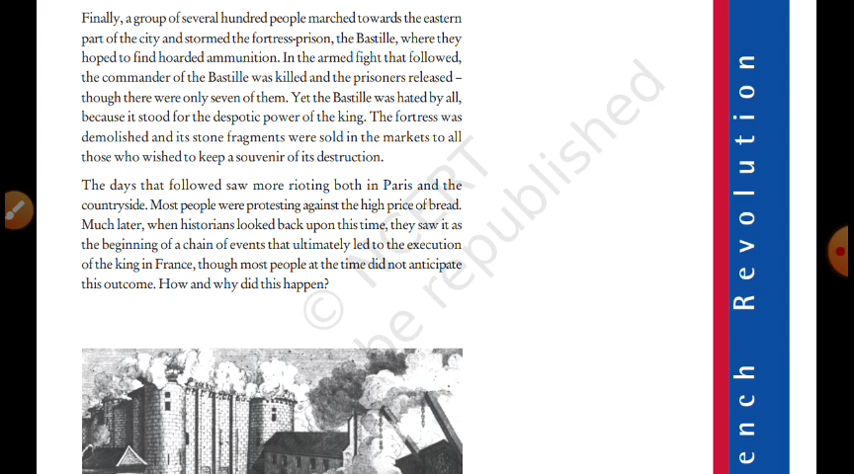 Finally, a group of several hundred people marched towards the eastern
part of the city and stormed the fortress-prison, the Bastille, where they
hoped to find hoarded ammunition. In the armed fight that followed,
the commander of the Bastille was killed and the prisoners released –
though there were only seven of them. Yet the Bastille was hated by all,
because it stood for the despotic power of the king. The fortress was
demolished and its stone fragments were sold in the markets to all
those who wished to keep a souvenir of its destruction.
The days that followed saw more rioting both in Paris and the
countryside. Most people were protesting against the high price of bread.
Much later, when historians looked back upon this time, they saw it as
the beginning of a chain of events that ultimately led to the execution
of the king in France, though most people at the time did not anticipate
this outcome. How and why did this happen?
© NCERT
be republished
ench Revolution